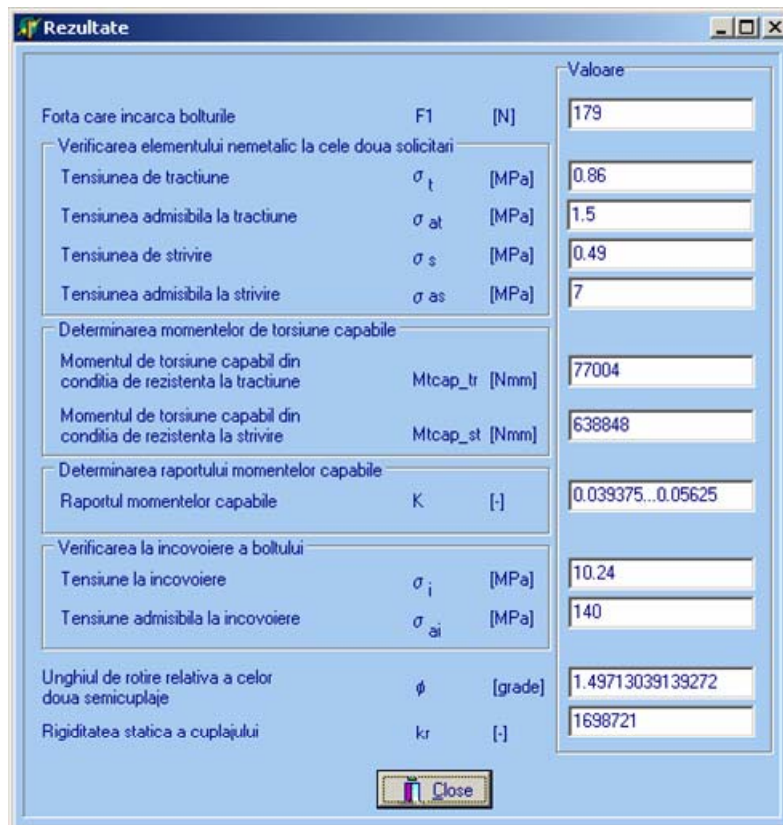 Rezultate
Valoare
Forta care incarca bolturile F1 [N] 179
Verificarea elementului nemetalic la cele doua solicitari
Tensiunea de tractiune σ t [MPa] 0.86
Tensiunea admisibila la tractiune σ at [MPa] 1.5
Tensiunea de strivire σ s [MPa] 0.49
Tensiunea admisibila la strivire σ as [MPa] 7
Determinarea momentelor de torsiune capabile
Momentul de torsiune capabil din
conditia de rezistenta la tractiune Mtcap_tr [Nmm] 77004
Momentul de torsiune capabil din
conditia de rezistenta la strivire Mtcap_st [Nmm] 638848
Determinarea raportului momentelor capabile
Raportul momentelor capabile K [-] 0.039375...0.05625
Verificarea la incovoiere a boltului
Tensiune la incovoiere σ i [MPa] 10.24
Tensiune admisibila la incovoiere σ ai [MPa] 140
Unghiul de rotire relativa a celor
doua semicuplaje ϕ [grade] 1.49713039139272
Rigiditatea statica a cuplajului kr [-] 1698721
Close